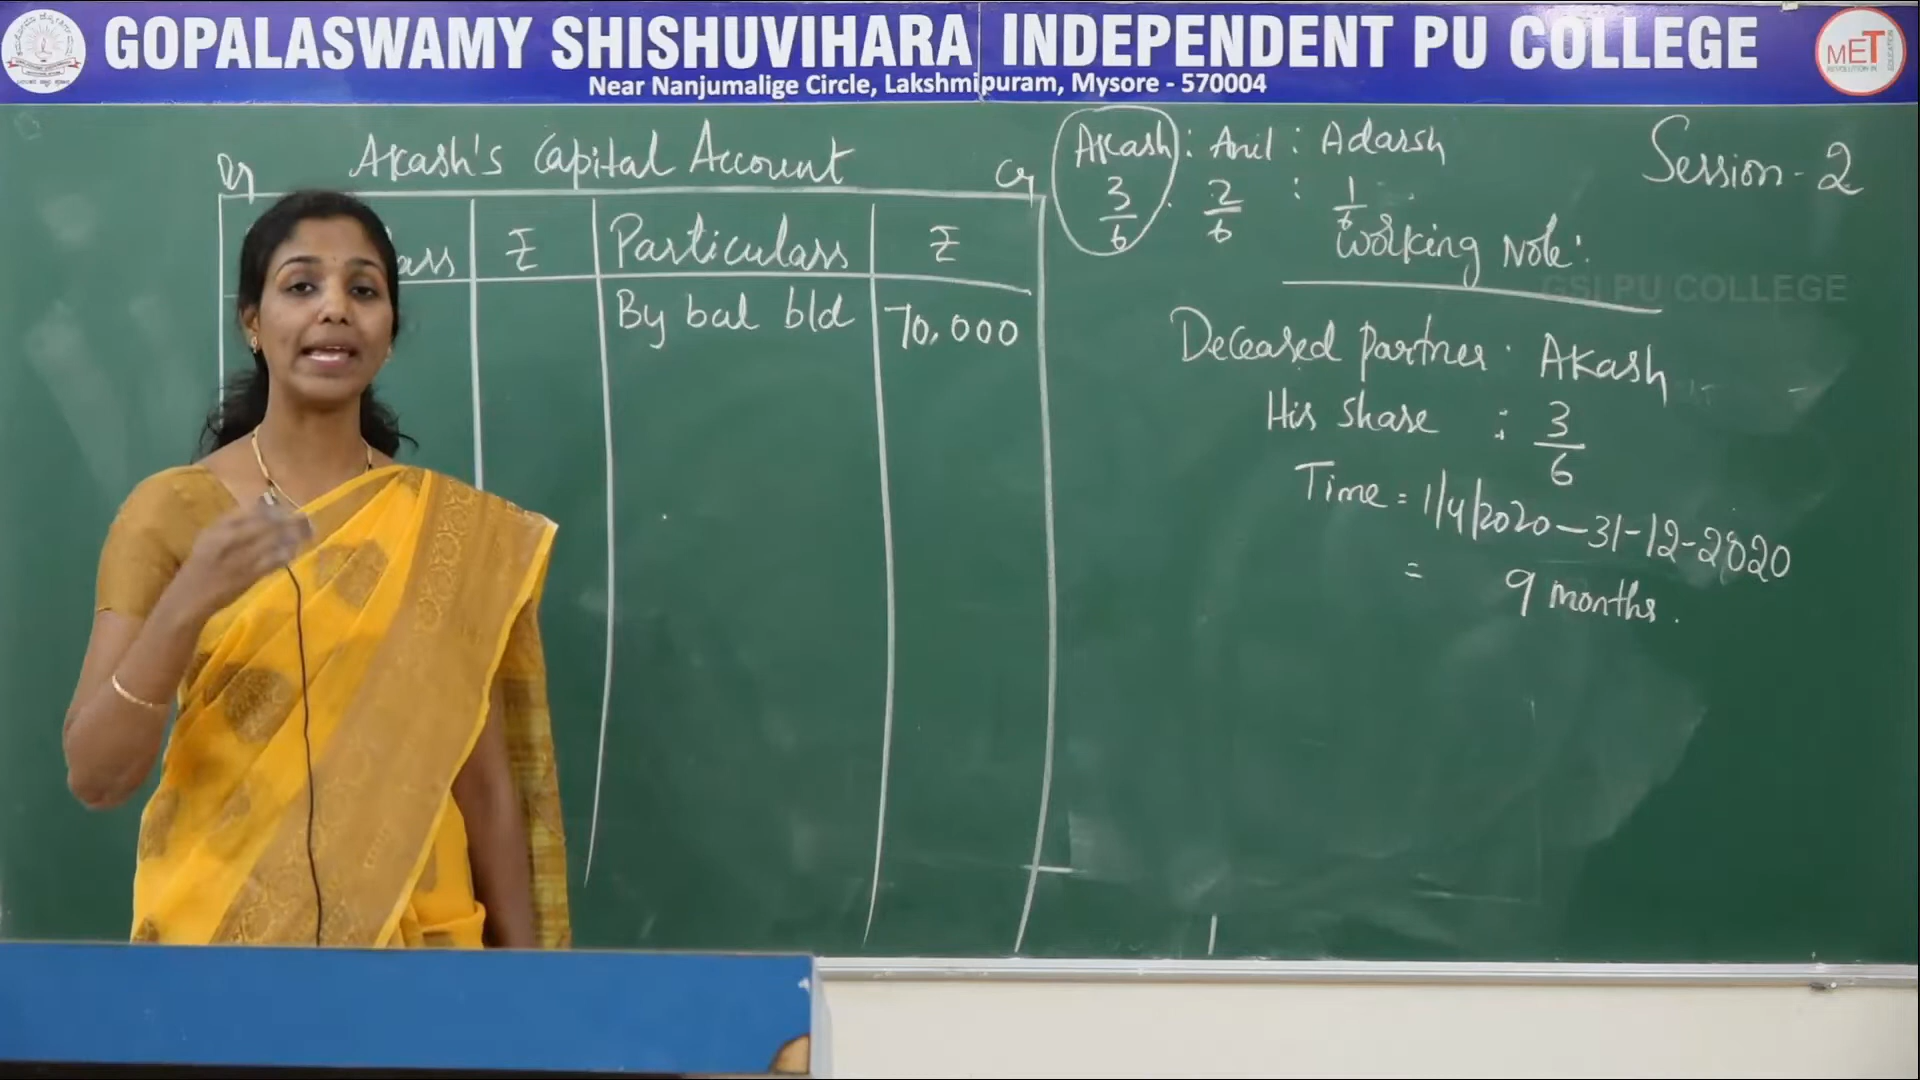 GOPALASWAMY SHISHUVIHARA INDEPENDENT PU COLLEGE
Near Nanjumalige Circle, Lakshmipuram, Mysore - 570004
MET
Session - 2
Akash's Capital Account
Dr
Cr
₹ Particulars ₹
By bal b/d 70,000
Akash : Anil : Adarsh
3/6 : 2/6 : 1/6
Working Note:
GSI PU COLLEGE
Deceased partner : Akash
His share : 3/6
Time = 1/4/2020 – 31-12-2020
= 9 months.